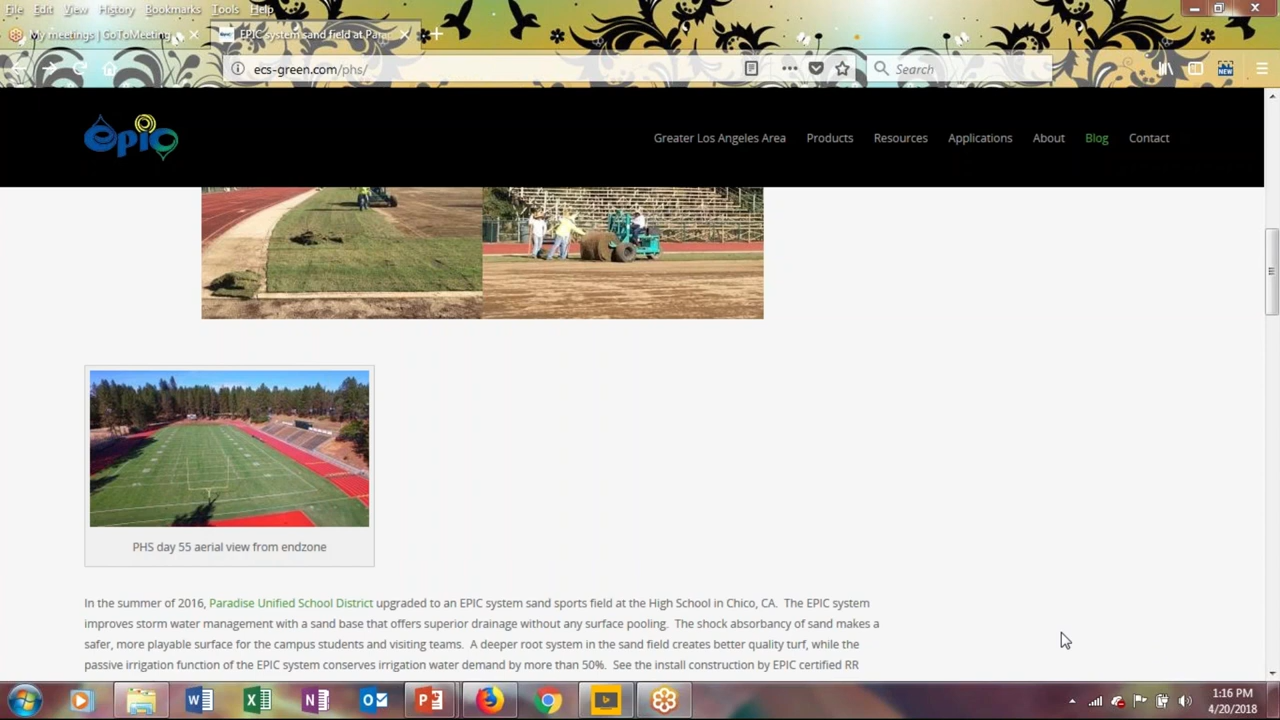 File Edit View History Bookmarks Tools Help
My meetings | GoToMeeting
EPIC system sand field at Para
ecs-green.com/phs/
Search
NEW
epic
Greater Los Angeles Area Products Resources Applications About Blog Contact
PHS day 55 aerial view from endzone
In the summer of 2016, Paradise Unified School District upgraded to an EPIC system sand sports field at the High School in Chico, CA. The EPIC system
improves storm water management with a sand base that offers superior drainage without any surface pooling. The shock absorbancy of sand makes a
safer, more playable surface for the campus students and visiting teams. A deeper root system in the sand field creates better quality turf, while the
passive irrigation function of the EPIC system conserves irrigation water demand by more than 50%. See the install construction by EPIC certified RR
1:16 PM
4/20/2018